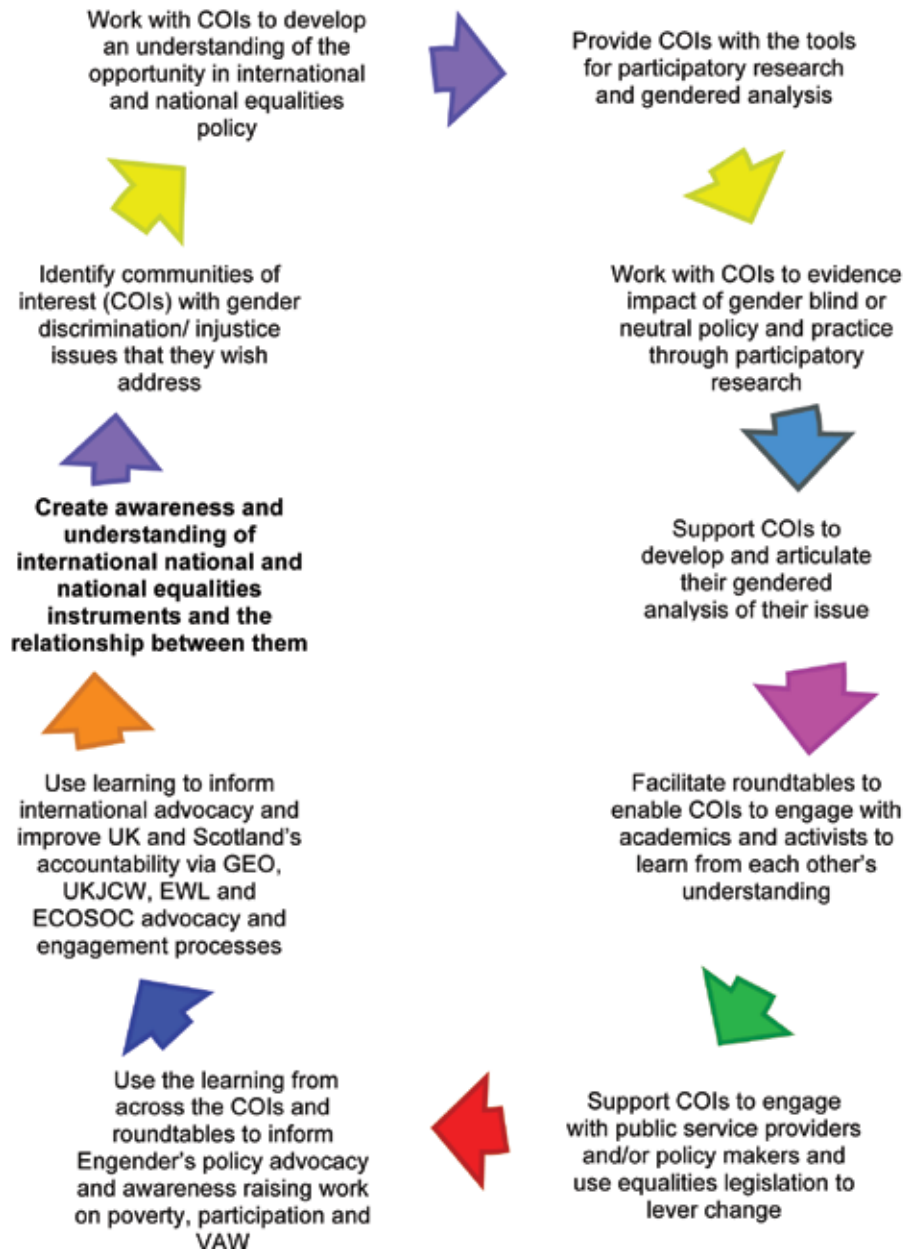 Work with COIs to develop
an understanding of the
opportunity in international
and national equalities
policy
Provide COIs with the tools
for participatory research
and gendered analysis
Work with COIs to evidence
impact of gender blind or
neutral policy and practice
through participatory
research
Support COIs to
develop and articulate
their gendered
analysis of their issue
Facilitate roundtables to
enable COIs to engage with
academics and activists to
learn from each other's
understanding
Support COIs to engage
with public service providers
and/or policy makers and
use equalities legislation to
lever change
Use the learning from
across the COIs and
roundtables to inform
Engender's policy advocacy
and awareness raising work
on poverty, participation and
VAW
Use learning to inform
international advocacy and
improve UK and Scotland's
accountability via GEO,
UKJCW, EWL and
ECOSOC advocacy and
engagement processes
Create awareness and
understanding of
international national and
national equalities
instruments and the
relationship between them
Identify communities of
interest (COIs) with gender
discrimination/ injustice
issues that they wish
address